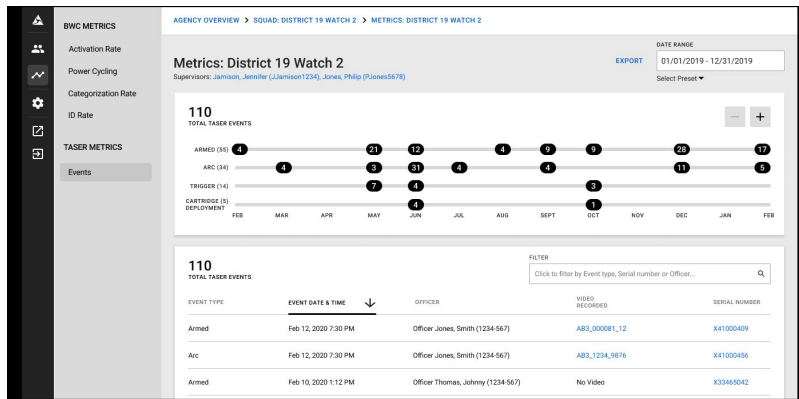 BWC METRICS
Activation Rate
Power Cycling
Categorization Rate
ID Rate
TASER METRICS
Events
AGENCY OVERVIEW > SQUAD: DISTRICT 19 WATCH 2 > METRICS: DISTRICT 19 WATCH 2
Metrics: District 19 Watch 2
Supervisors: Jamison, Jennifer (JJamison1234), Jones, Philip (PJones5678)
EXPORT
DATE RANGE
01/01/2019 - 12/31/2019
Select Preset
110
TOTAL TASER EVENTS
− +
ARMED (55) 4 21 12 4 9 9 28 17
ARC (34) 4 3 31 4 4 11 5
TRIGGER (14) 7 4 3
CARTRIDGE (5)
DEPLOYMENT 4 1
FEB MAR APR MAY JUN JUL AUG SEPT OCT NOV DEC JAN FEB
110
TOTAL TASER EVENTS
FILTER
Click to filter by Event type, Serial number or Officer...
EVENT TYPE EVENT DATE & TIME OFFICER VIDEO RECORDED SERIAL NUMBER
Armed Feb 12, 2020 7:30 PM Officer Jones, Smith (1234-567) AB3_000081_12 X41000409
Arc Feb 12, 2020 7:30 PM Officer Jones, Smith (1234-567) AB3_1234_9876 X41000456
Armed Feb 10, 2020 1:12 PM Officer Thomas, Johnny (1234-567) No Video X33465042